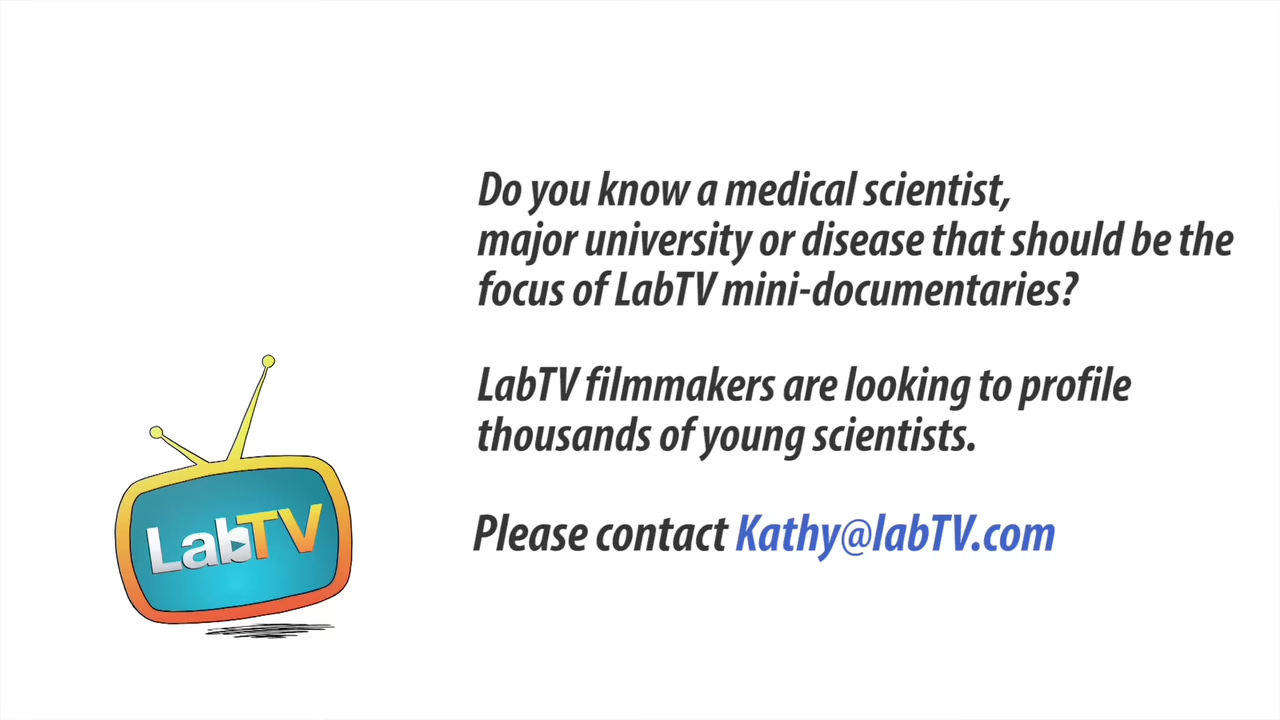 Do you know a medical scientist,
major university or disease that should be the
focus of LabTV mini-documentaries?
LabTV filmmakers are looking to profile
thousands of young scientists.
LabTV
Please contact Kathy@labTV.com